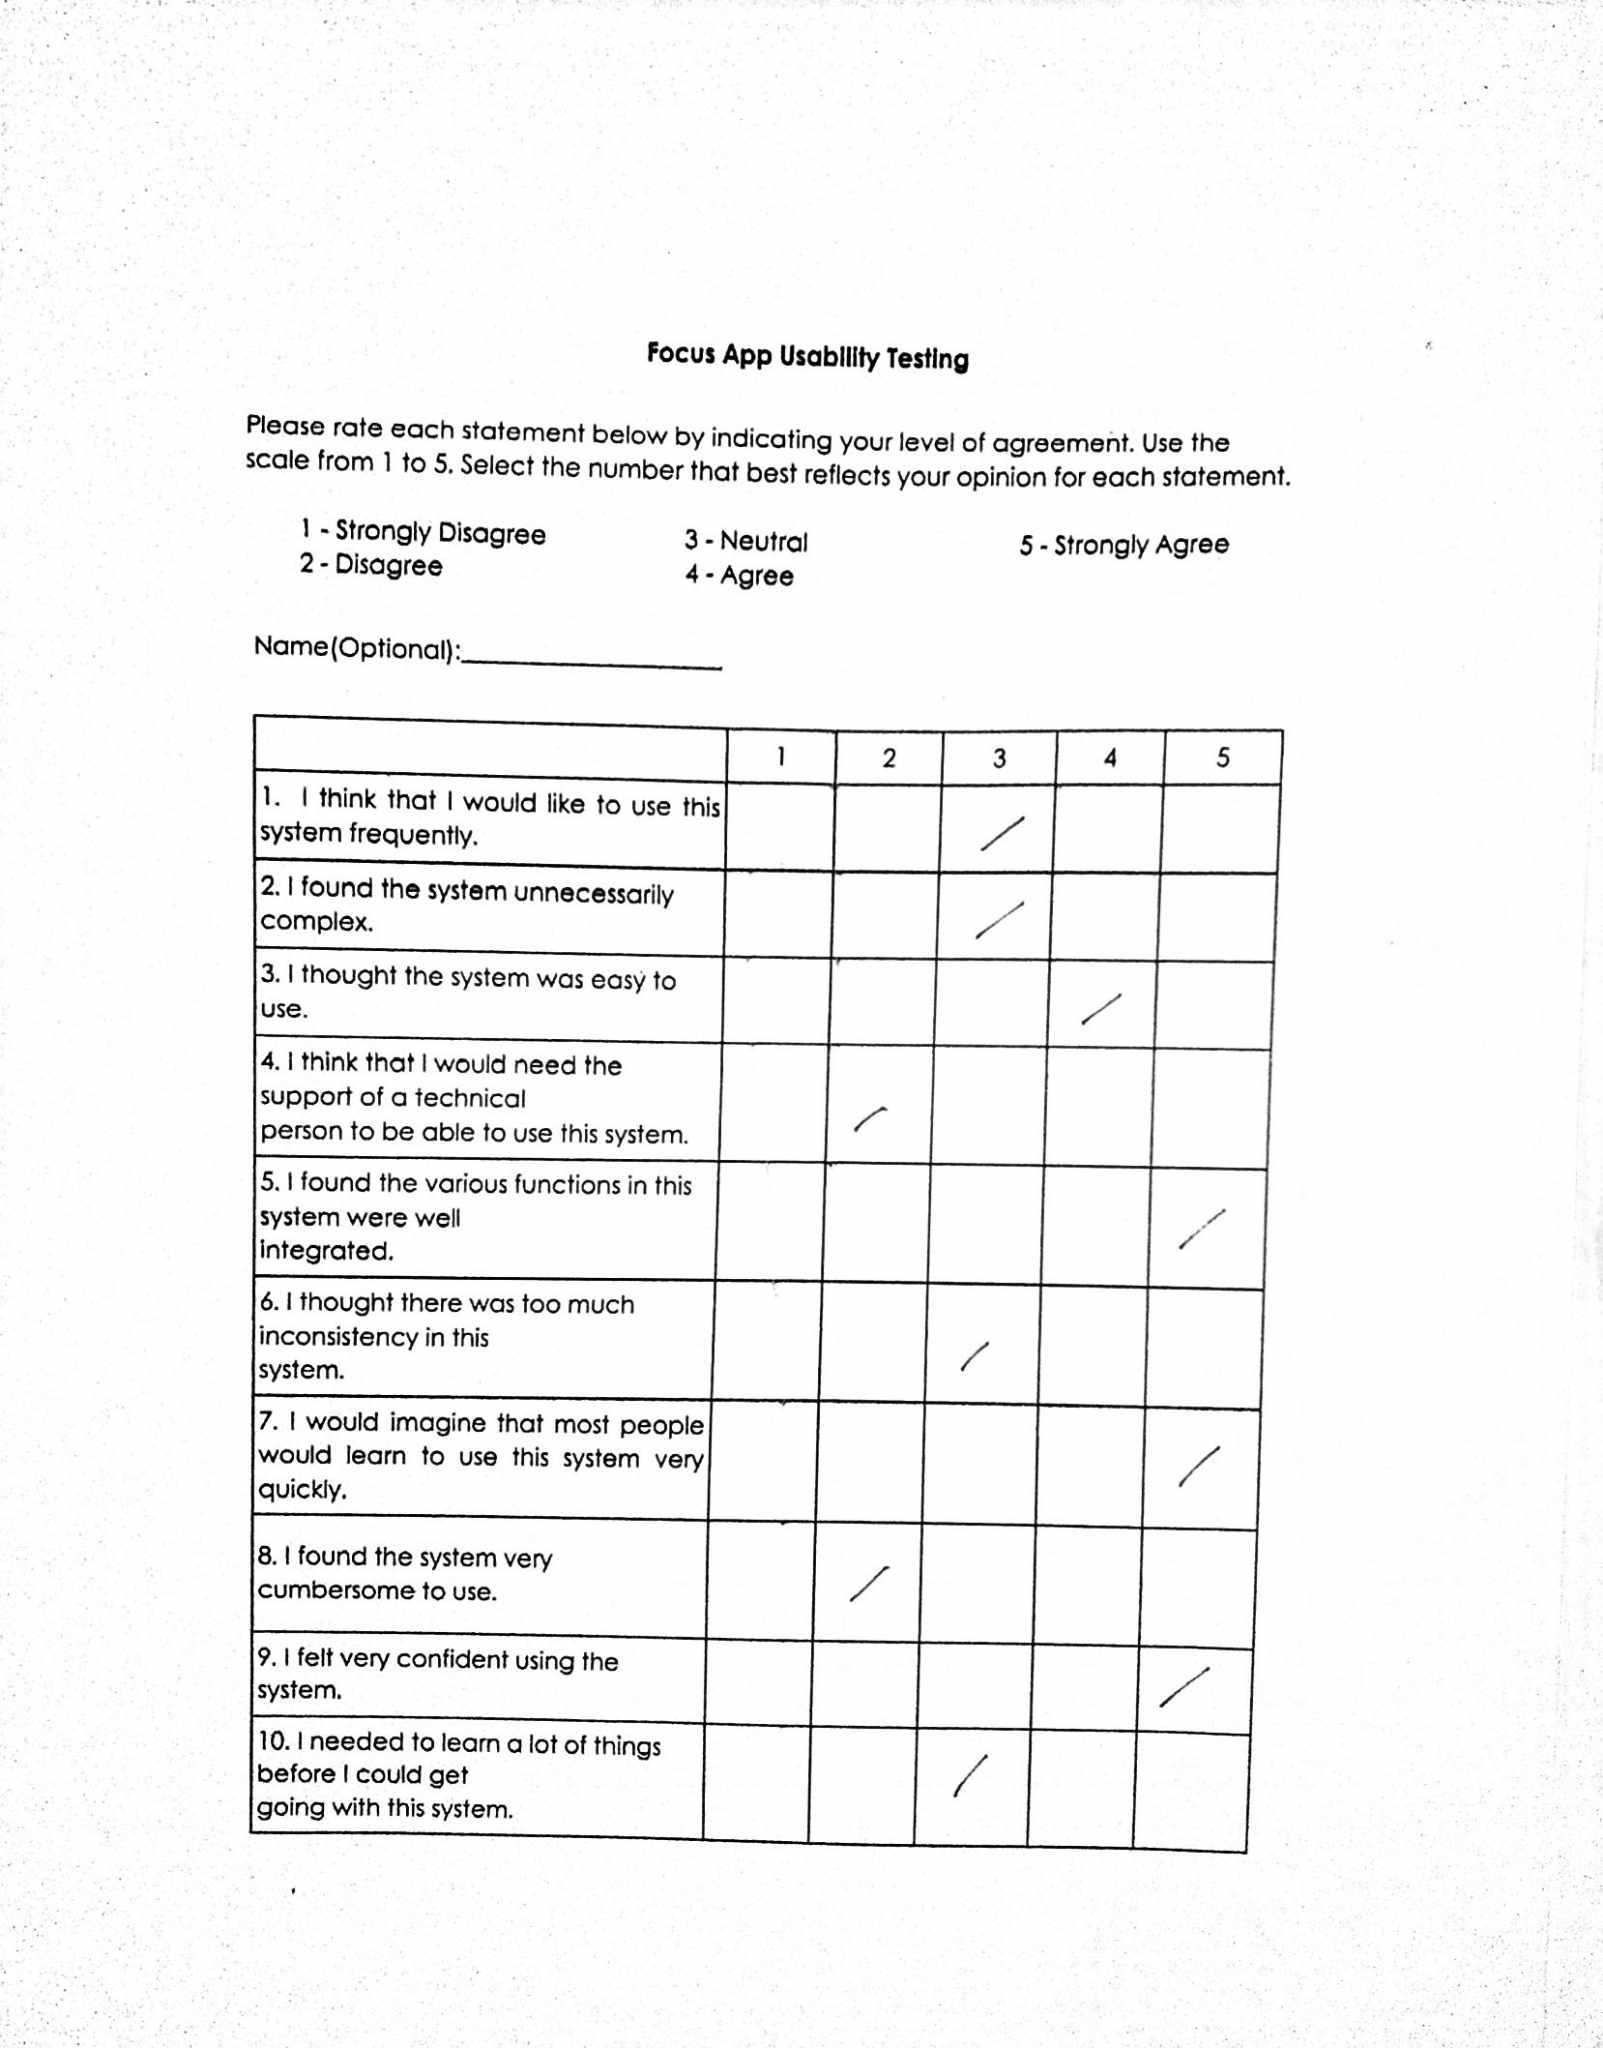 Focus App Usability Testing
Please rate each statement below by indicating your level of agreement. Use the
scale from 1 to 5. Select the number that best reflects your opinion for each statement.
1 - Strongly Disagree
2 - Disagree
3 - Neutral
4 - Agree
5 - Strongly Agree
Name(Optional):
1 2 3 4 5
1. I think that I would like to use this
system frequently.
/
2. I found the system unnecessarily
complex.
/
3. I thought the system was easy to
use.
/
4. I think that I would need the
support of a technical
person to be able to use this system.
/
5. I found the various functions in this
system were well
integrated.
/
6. I thought there was too much
inconsistency in this
system.
/
7. I would imagine that most people
would learn to use this system very
quickly.
/
8. I found the system very
cumbersome to use.
/
9. I felt very confident using the
system.
/
10. I needed to learn a lot of things
before I could get
going with this system.
/